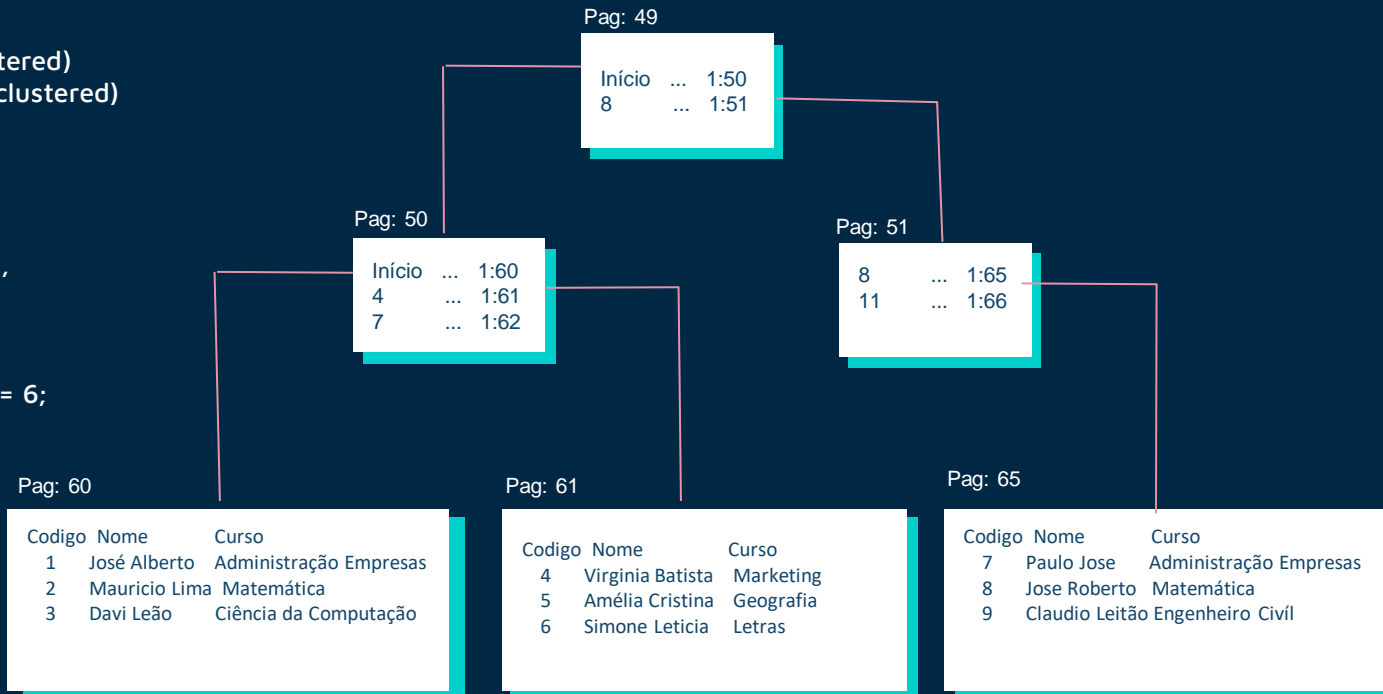 Pag: 49
tered)
clustered)
Início ... 1:50
8 ... 1:51
Pag: 50
Início ... 1:60
4 ... 1:61
7 ... 1:62
Pag: 51
8 ... 1:65
11 ... 1:66
,
= 6;
Pag: 60
Codigo Nome Curso
1 José Alberto Administração Empresas
2 Mauricio Lima Matemática
3 Davi Leão Ciência da Computação
Pag: 61
Codigo Nome Curso
4 Virginia Batista Marketing
5 Amélia Cristina Geografia
6 Simone Leticia Letras
Pag: 65
Codigo Nome Curso
7 Paulo Jose Administração Empresas
8 Jose Roberto Matemática
9 Claudio Leitão Engenheiro Civíl